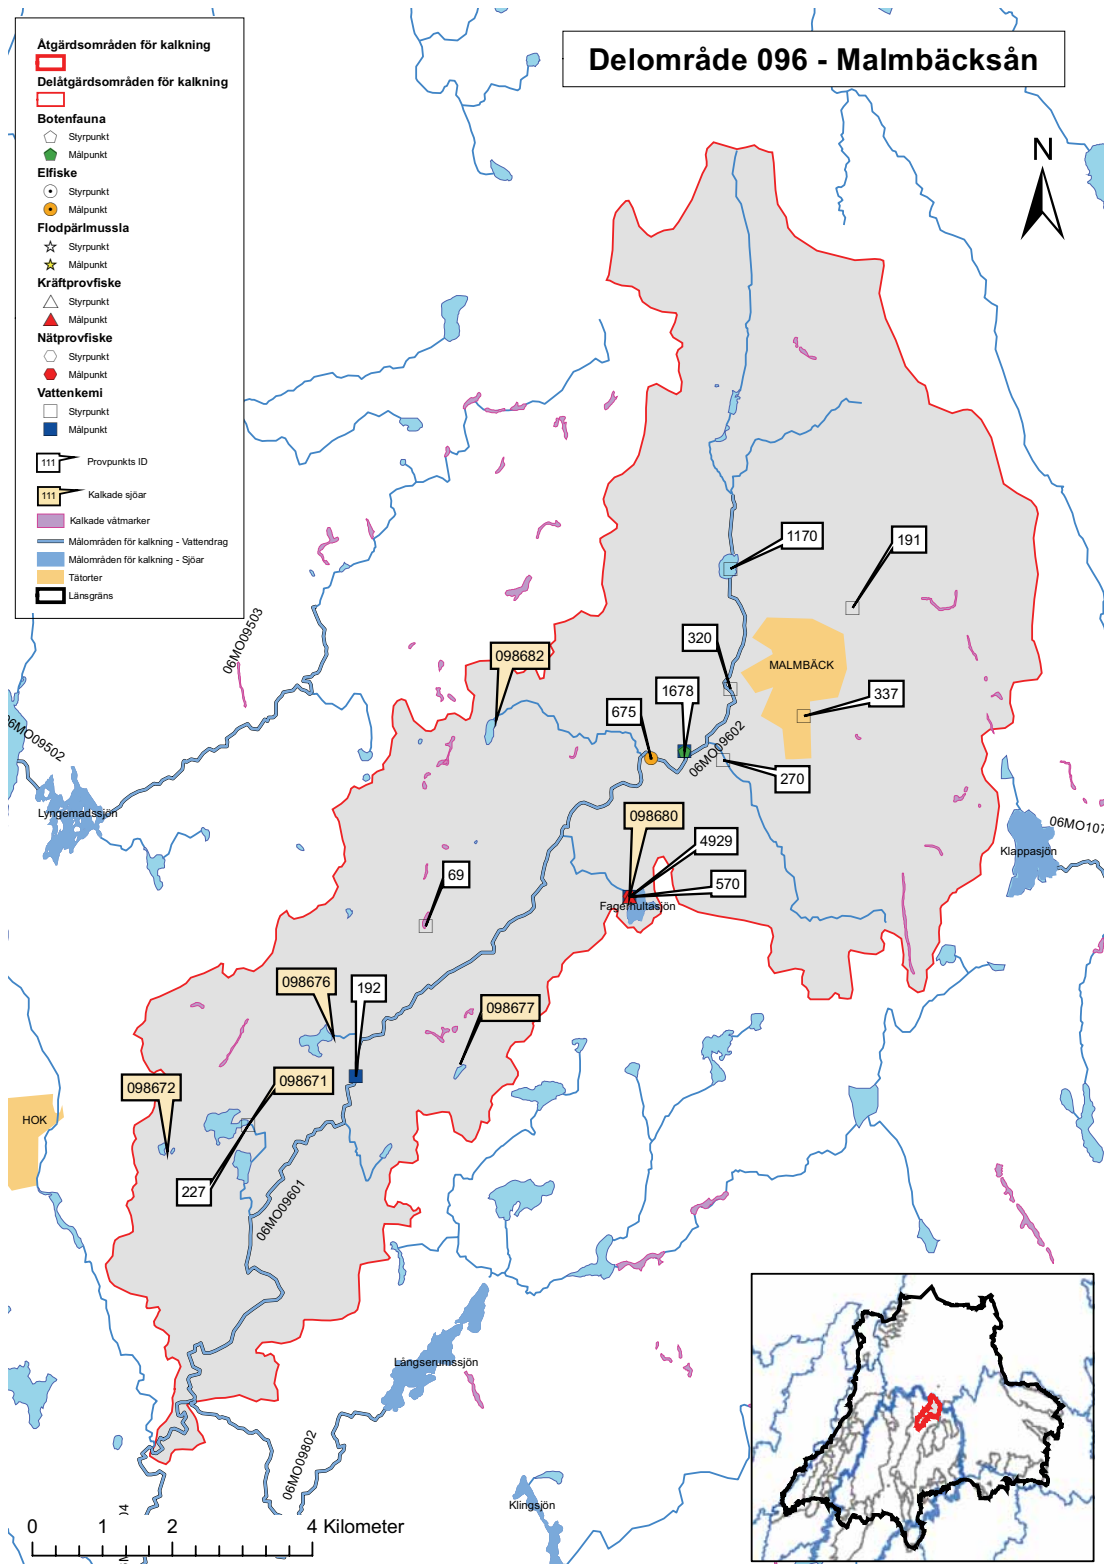 Delområde 096 - Malmbäcksån
Åtgärdsområden för kalkning
Delåtgärdsområden för kalkning
Botenfauna
Styrpunkt
Målpunkt
Elfiske
Styrpunkt
Målpunkt
Flodpärlmussla
Styrpunkt
Målpunkt
Kräftprovfiske
Styrpunkt
Målpunkt
Nätprovfiske
Styrpunkt
Målpunkt
Vattenkemi
Styrpunkt
Målpunkt
111 Provpunkts ID
111 Kalkade sjöar
Kalkade våtmarker
Målområden för kalkning - Vattendrag
Målområden för kalkning - Sjöar
Tätorter
Länsgräns
N
1170
191
06MO09503
320
098682
MALMBÄCK
1678
337
675
06MO09502
06MO09602
270
Lyngemadssjön
098680
06MO107
4929
Klappasjön
69
570
Fagerhultasjön
098676
192
098677
098671
098672
HOK
227
06MO09601
Långserumssjön
06MO09802
Klingsjön
04
0 1 2 4 Kilometer